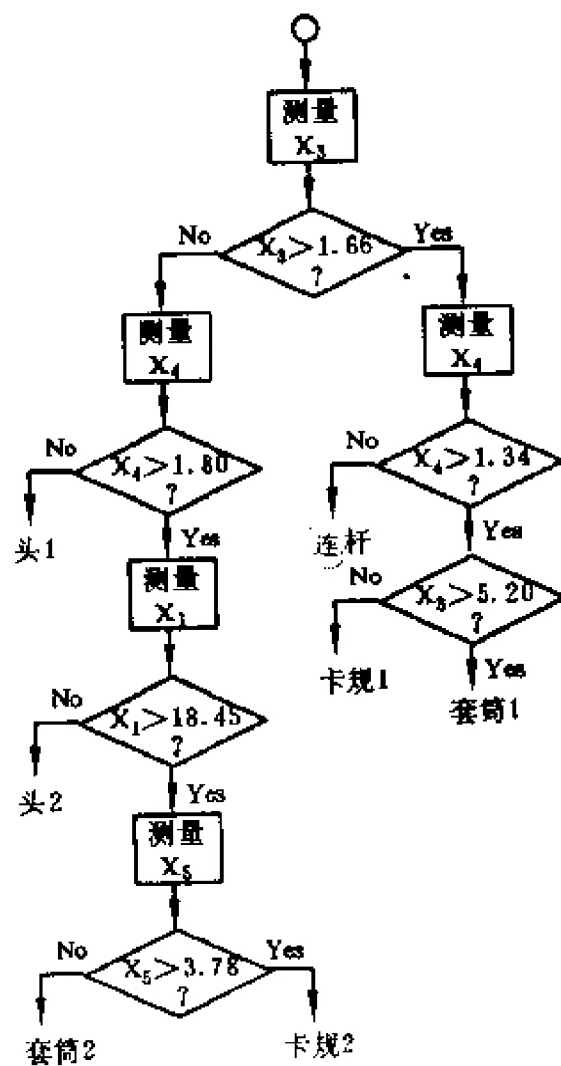 测量
X₃
No
X₃>1.66
?
Yes
测量
X₄
测量
X₄
No
X₄>1.80
?
No
X₄>1.34
?
头1
Yes
连杆
Yes
测量
X₁
No
X₃>5.20
?
卡规1
Yes
套筒1
No
X₁>18.45
?
头2
Yes
测量
X₅
No
X₅>3.78
?
Yes
套筒2
卡规2